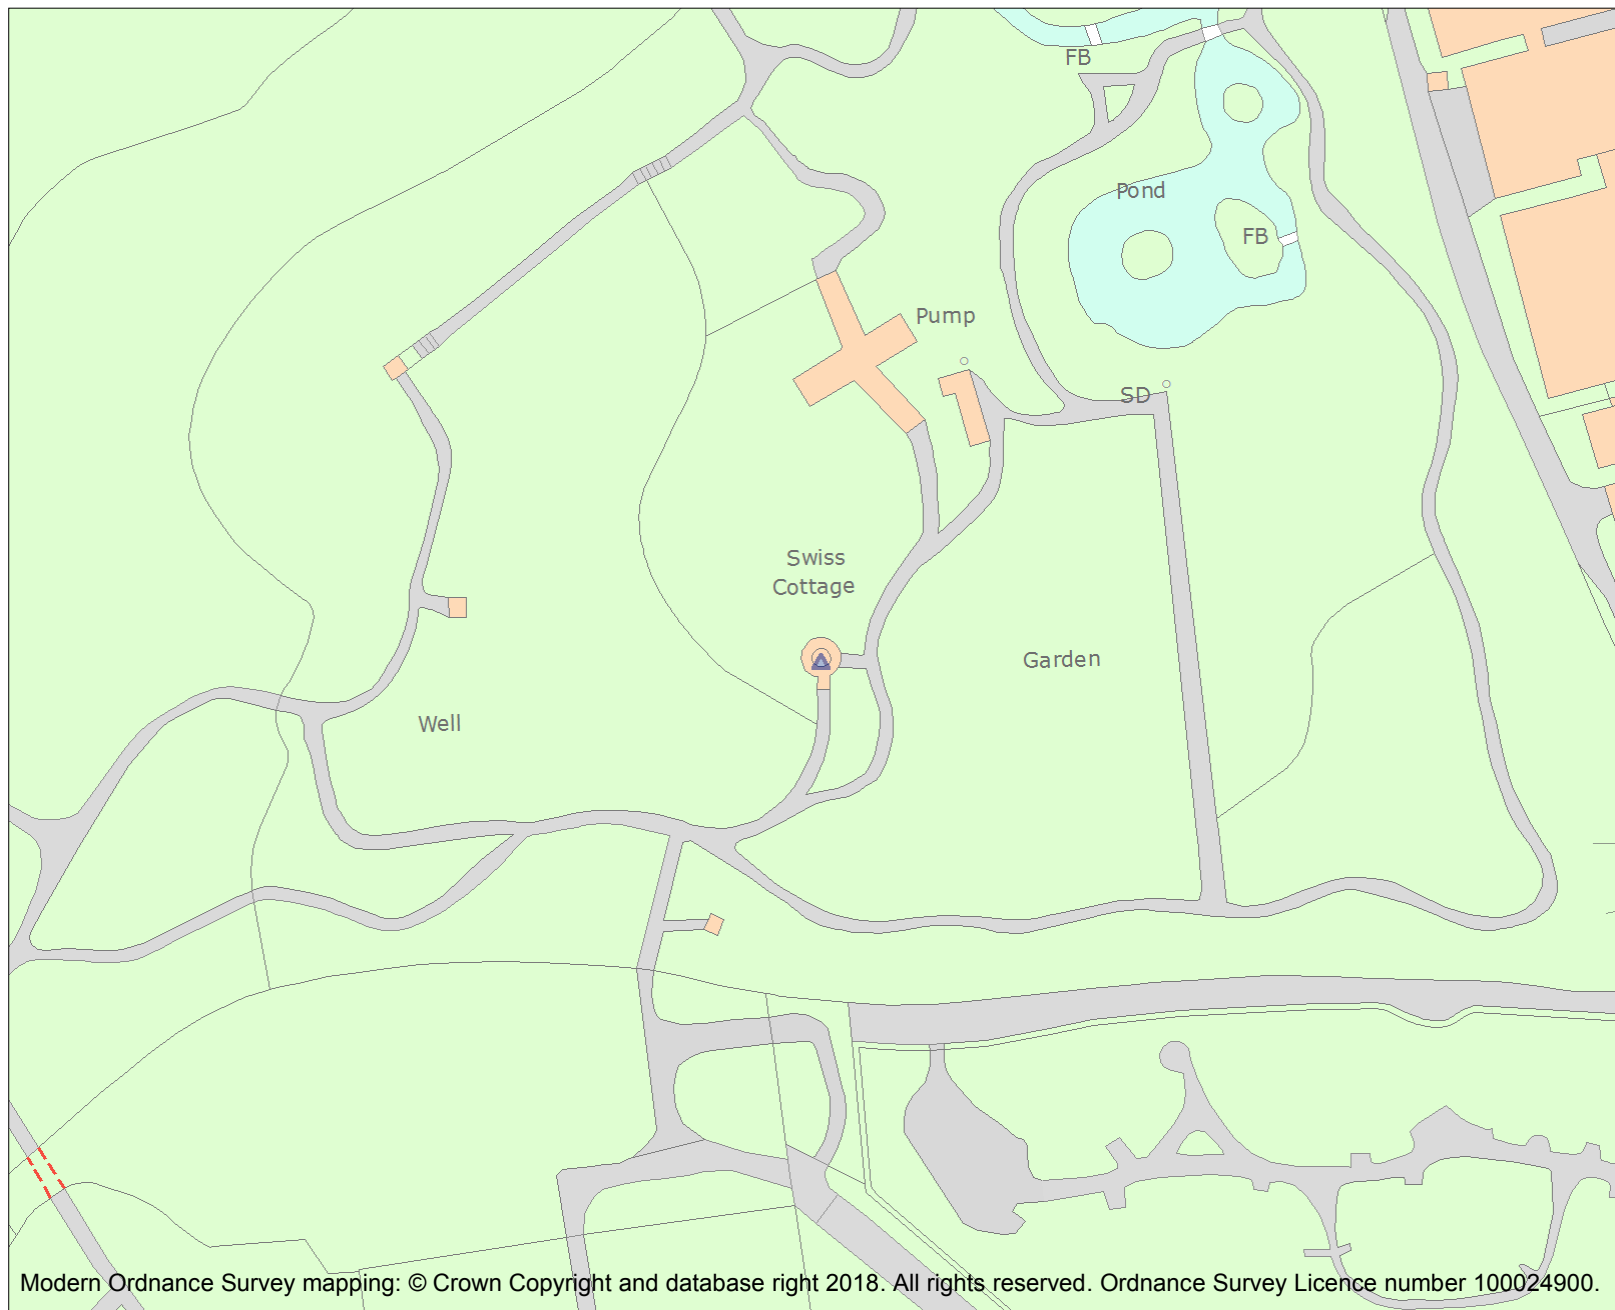 FB
Pond
FB
Pump
SD
Swiss
Cottage
Garden
Well
Modern Ordnance Survey mapping: © Crown Copyright and database right 2018. All rights reserved. Ordnance Survey Licence number 100024900.